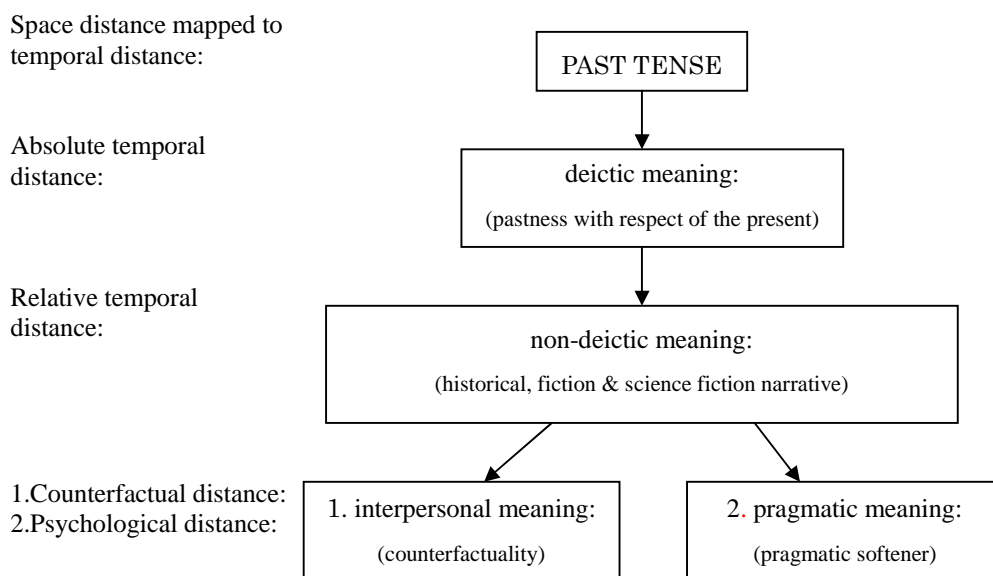 Space distance mapped to
temporal distance:
PAST TENSE
Absolute temporal
distance:
deictic meaning:
(pastness with respect of the present)
Relative temporal
distance:
non-deictic meaning:
(historical, fiction & science fiction narrative)
1.Counterfactual distance:
2.Psychological distance:
1. interpersonal meaning:
(counterfactuality)
2. pragmatic meaning:
(pragmatic softener)